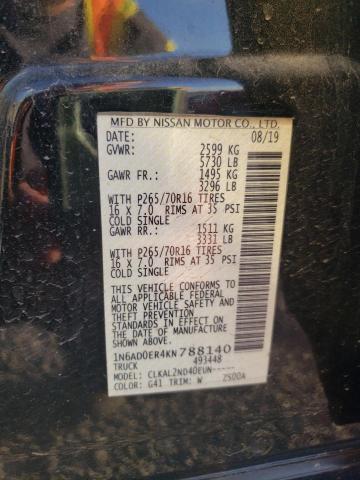 MFD BY NISSAN MOTOR CO., LTD.
DATE: 08/19
GVWR: 2599 KG
5730 LB
GAWR FR.: 1495 KG
3296 LB
WITH P265/70R16 TIRES
16 X 7.0 RIMS AT 35 PSI
COLD SINGLE
GAWR RR.: 1511 KG
3331 LB
WITH P265/70R16 TIRES
16 X 7.0 RIMS AT 35 PSI
COLD SINGLE
THIS VEHICLE CONFORMS TO
ALL APPLICABLE FEDERAL
MOTOR VEHICLE SAFETY AND
THEFT PREVENTION
STANDARDS IN EFFECT ON
THE DATE OF MANUFACTURE
SHOWN ABOVE.
1N6AD0ER4KN788140
TRUCK 493448
MODEL: CLKAL2ND40EUN-----
COLOR: G41 TRIM: W 2500A